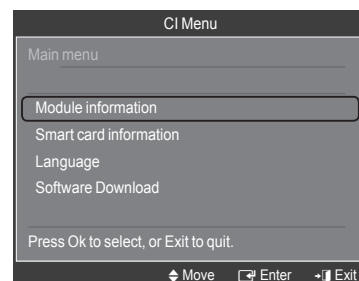 CI Menu
Main menu
Module information
Smart card information
Language
Software Download
Press Ok to select, or Exit to quit.
Move Enter Exit